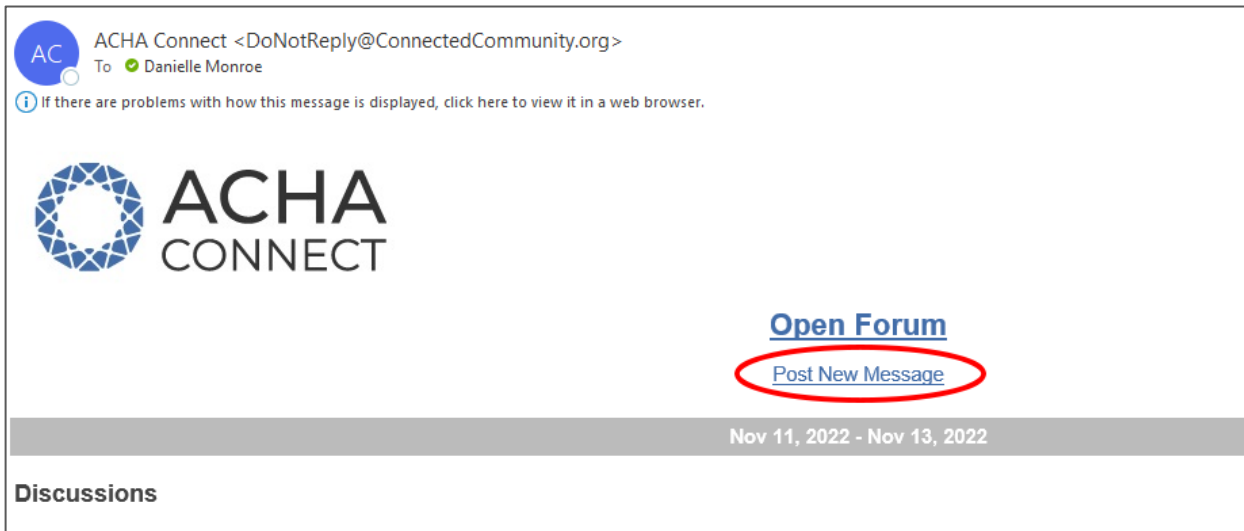 AC
ACHA Connect <DoNotReply@ConnectedCommunity.org>
To Danielle Monroe
If there are problems with how this message is displayed, click here to view it in a web browser.
ACHA
CONNECT
Open Forum
Post New Message
Nov 11, 2022 - Nov 13, 2022
Discussions